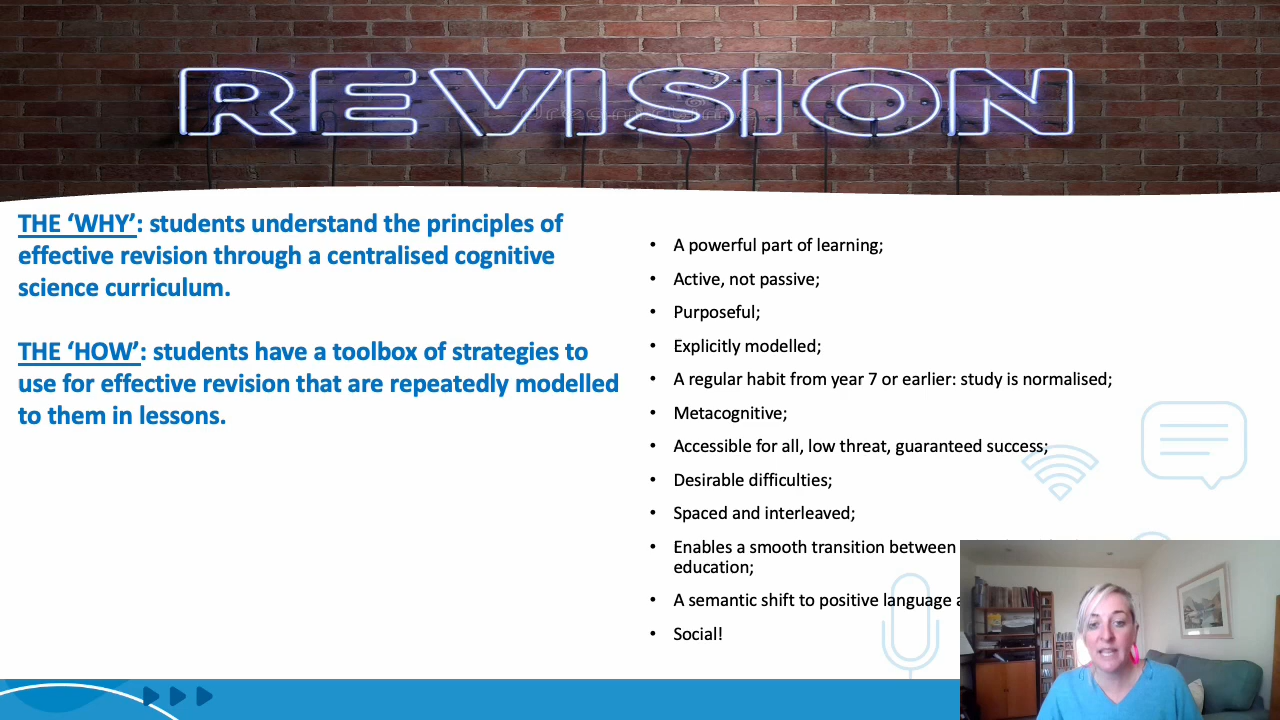 REVISION
THE ‘WHY’: students understand the principles of
effective revision through a centralised cognitive
science curriculum.
THE ‘HOW’: students have a toolbox of strategies to
use for effective revision that are repeatedly modelled
to them in lessons.
• A powerful part of learning;
• Active, not passive;
• Purposeful;
• Explicitly modelled;
• A regular habit from year 7 or earlier: study is normalised;
• Metacognitive;
• Accessible for all, low threat, guaranteed success;
• Desirable difficulties;
• Spaced and interleaved;
• Enables a smooth transition between
education;
• A semantic shift to positive language
• Social!